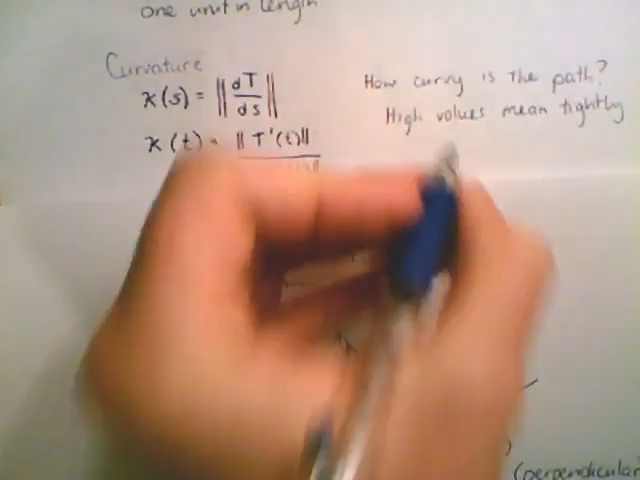 one unit in length
Curvature
κ(s) = || dT/ds ||
How curvy is the path?
High values mean tightly
κ(t) = || T'(t) ||
(perpendicular